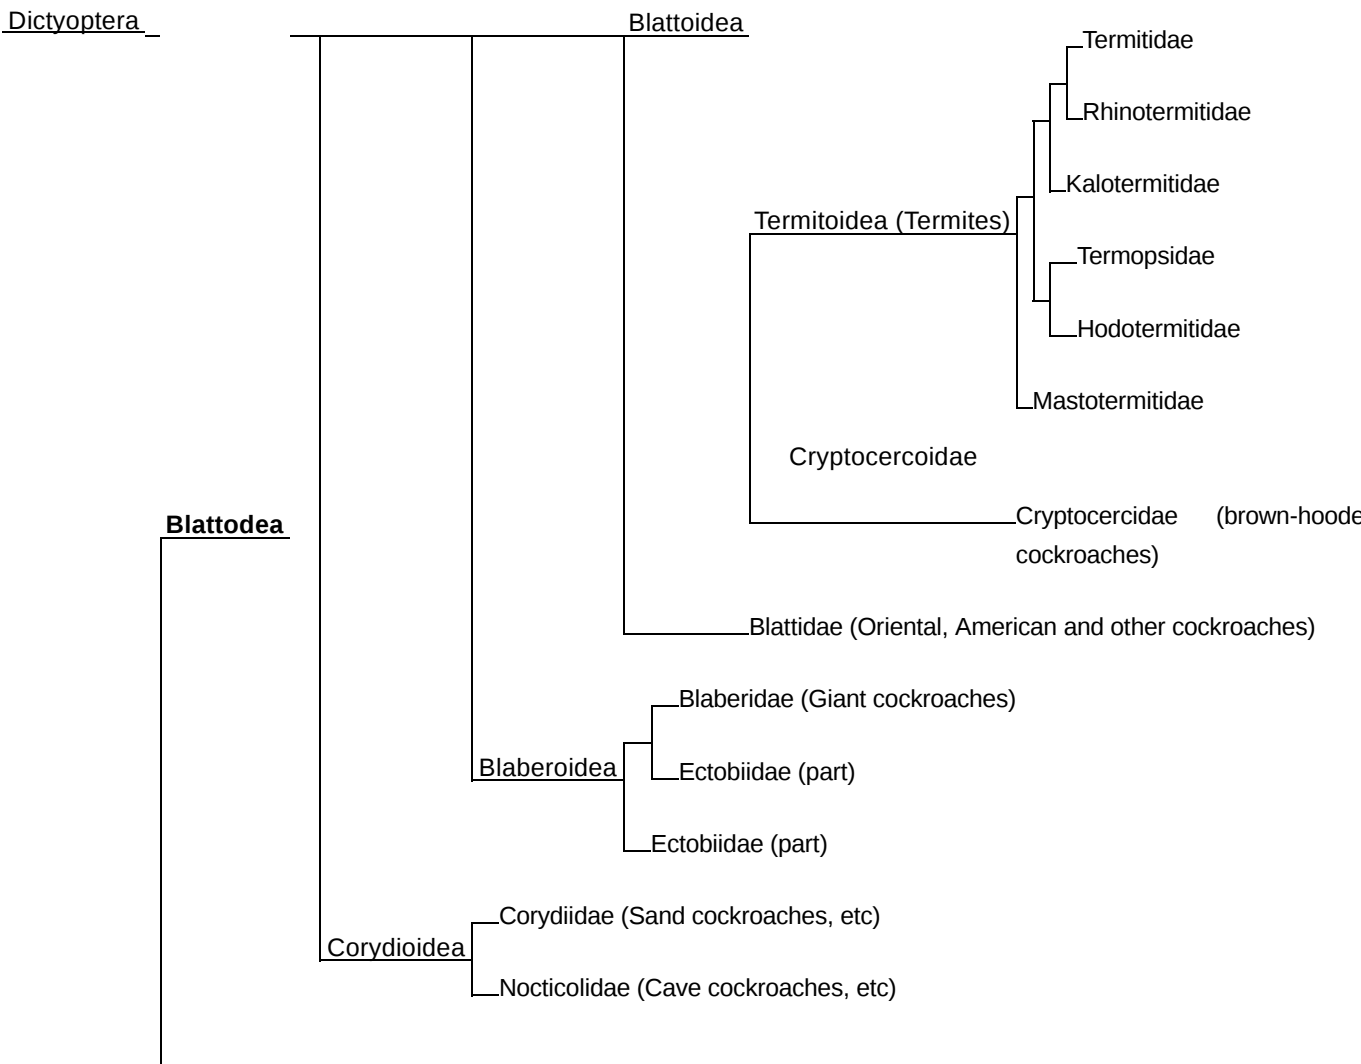 Dictyoptera
Blattoidea
Termitidae
Rhinotermitidae
Kalotermitidae
Termitoidea (Termites)
Termopsidae
Hodotermitidae
Mastotermitidae
Cryptocercoidae
Cryptocercidae (brown-hoode
cockroaches)
Blattodea
Blattidae (Oriental, American and other cockroaches)
Blaberidae (Giant cockroaches)
Blaberoidea
Ectobiidae (part)
Ectobiidae (part)
Corydiidae (Sand cockroaches, etc)
Corydioidea
Nocticolidae (Cave cockroaches, etc)